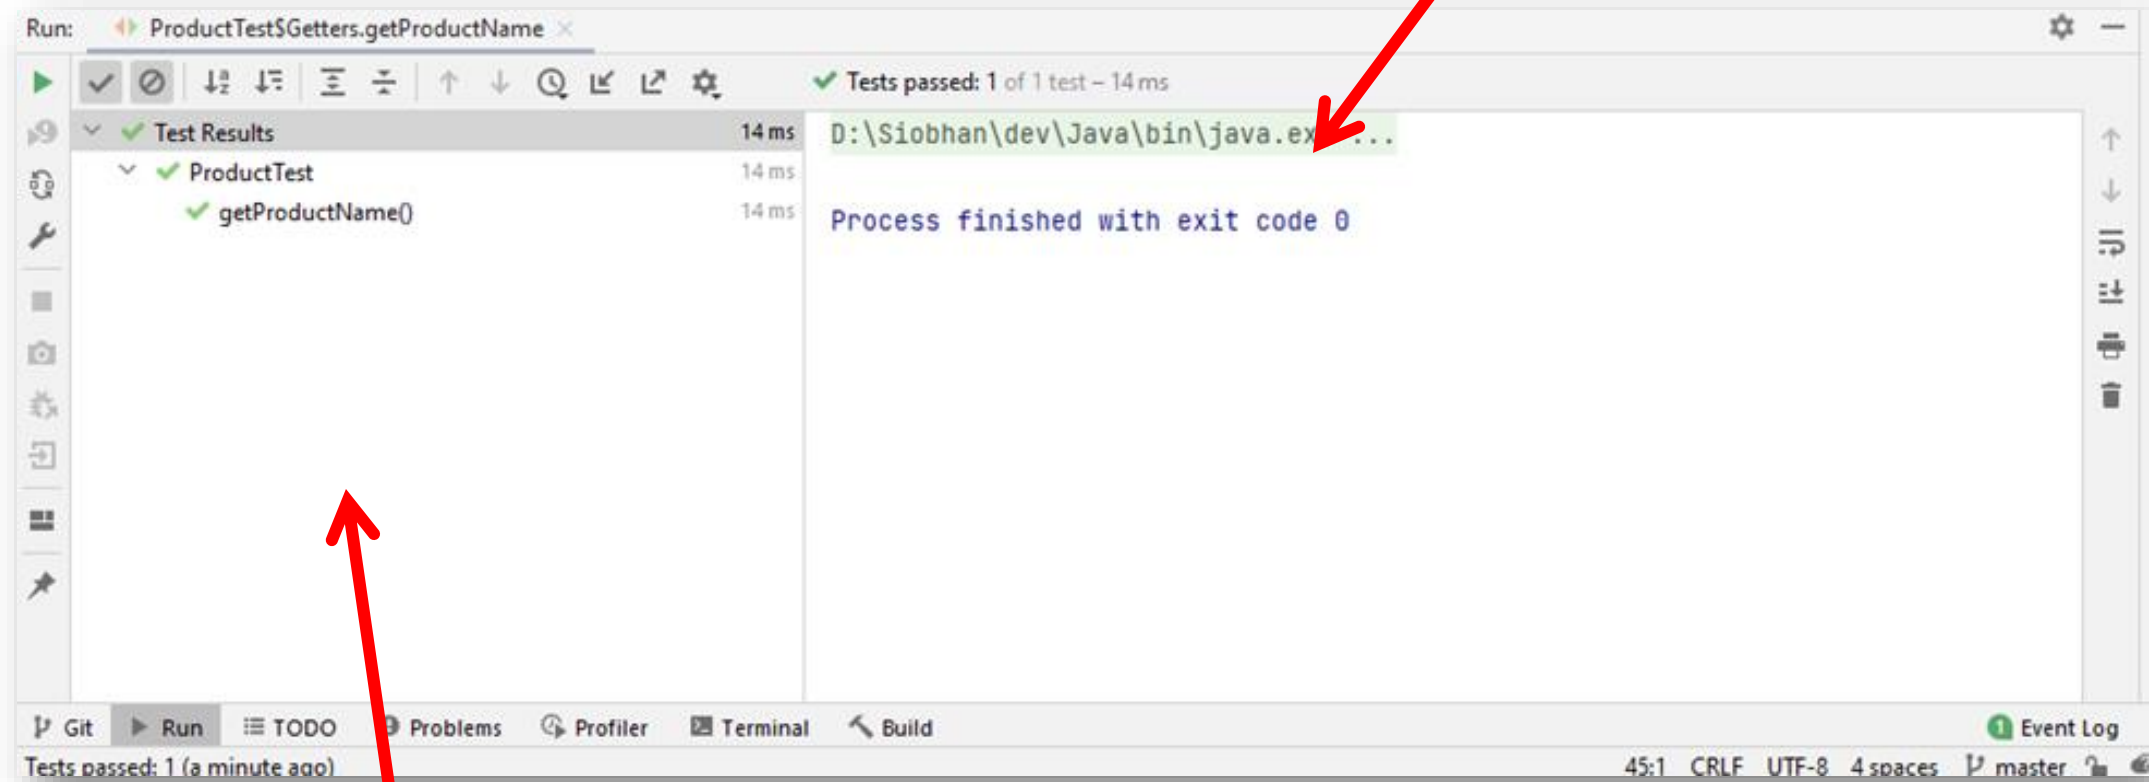 Run: ProductTest$Getters.getProductName
Tests passed: 1 of 1 test – 14 ms
Test Results 14 ms
ProductTest 14 ms
getProductName() 14 ms
D:\Siobhan\dev\Java\bin\java.ex ...
Process finished with exit code 0
Git Run TODO Problems Profiler Terminal Build 1 Event Log
Tests passed: 1 (a minute ago) 45:1 CRLF UTF-8 4 spaces master